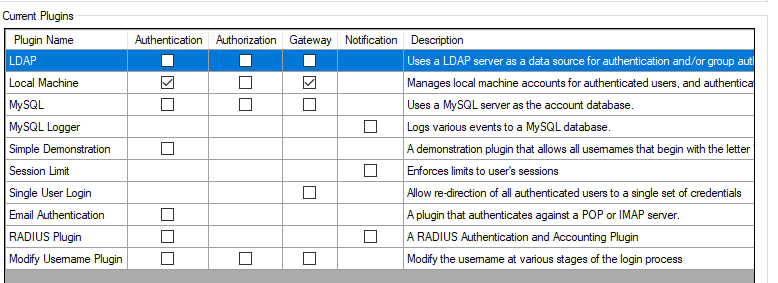 Current Plugins
Plugin Name Authentication Authorization Gateway Notification Description
LDAP Uses a LDAP server as a data source for authentication and/or group
Local Machine Manages local machine accounts for authenticated users, and
MySQL Uses a MySQL server as the account database.
MySQL Logger Logs various events to a MySQL database.
Simple Demonstration A demonstration plugin that allows all usernames that begin with the letter
Session Limit Enforces limits to user's sessions
Single User Login Allow re-direction of all authenticated users to a single set of credentials
Email Authentication A plugin that authenticates against a POP or IMAP server.
RADIUS Plugin A RADIUS Authentication and Accounting Plugin
Modify Username Plugin Modify the username at various stages of the login process